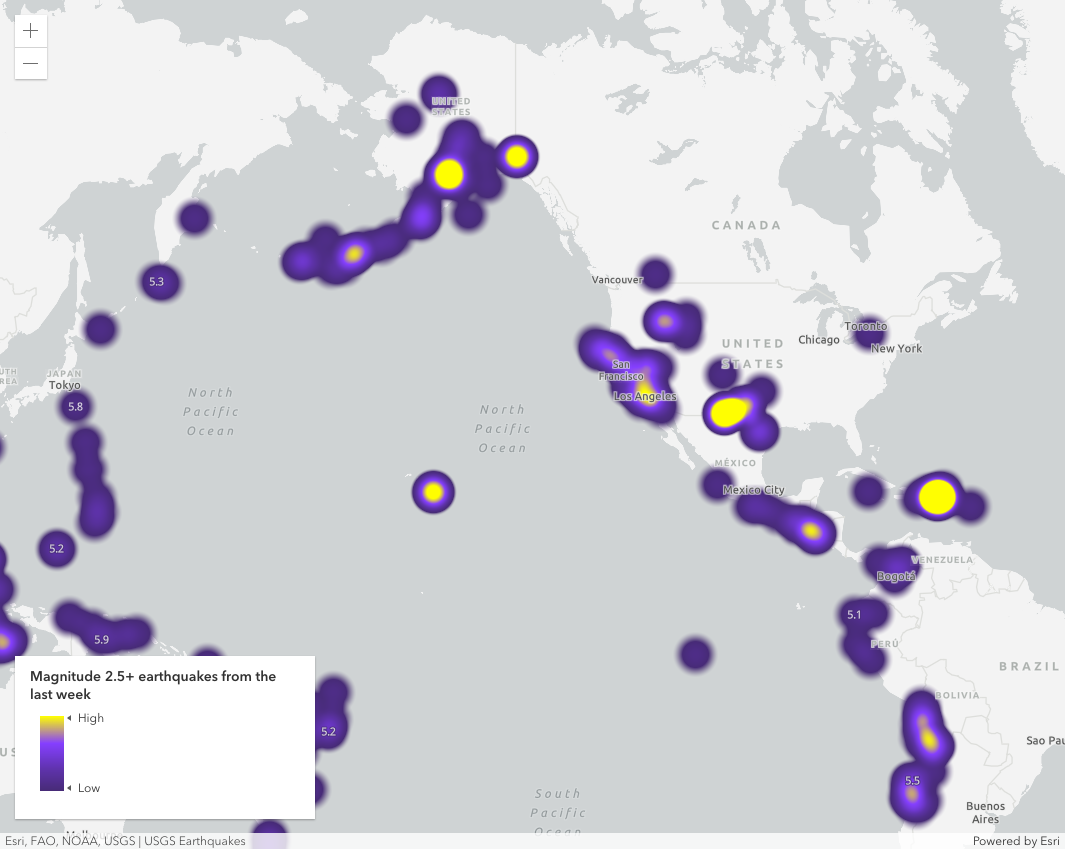 +
−
UNITED
STATES
CANADA
5.3
Vancouver
Toronto
Chicago
New York
JAPAN
Tokyo
UNITED
STATES
San
Francisco
Los Angeles
North
Pacific
Ocean
North
Pacific
Ocean
5.8
MÉXICO
Mexico City
5.2
VENEZUELA
Bogotá
5.1
5.9
PERÚ
BRAZIL
BOLIVIA
5.2
Sao Pau
5.5
South
Pacific
Ocean
Buenos
Aires
Magnitude 2.5+ earthquakes from the
last week
High
Low
Esri, FAO, NOAA, USGS | USGS Earthquakes
Powered by Esri